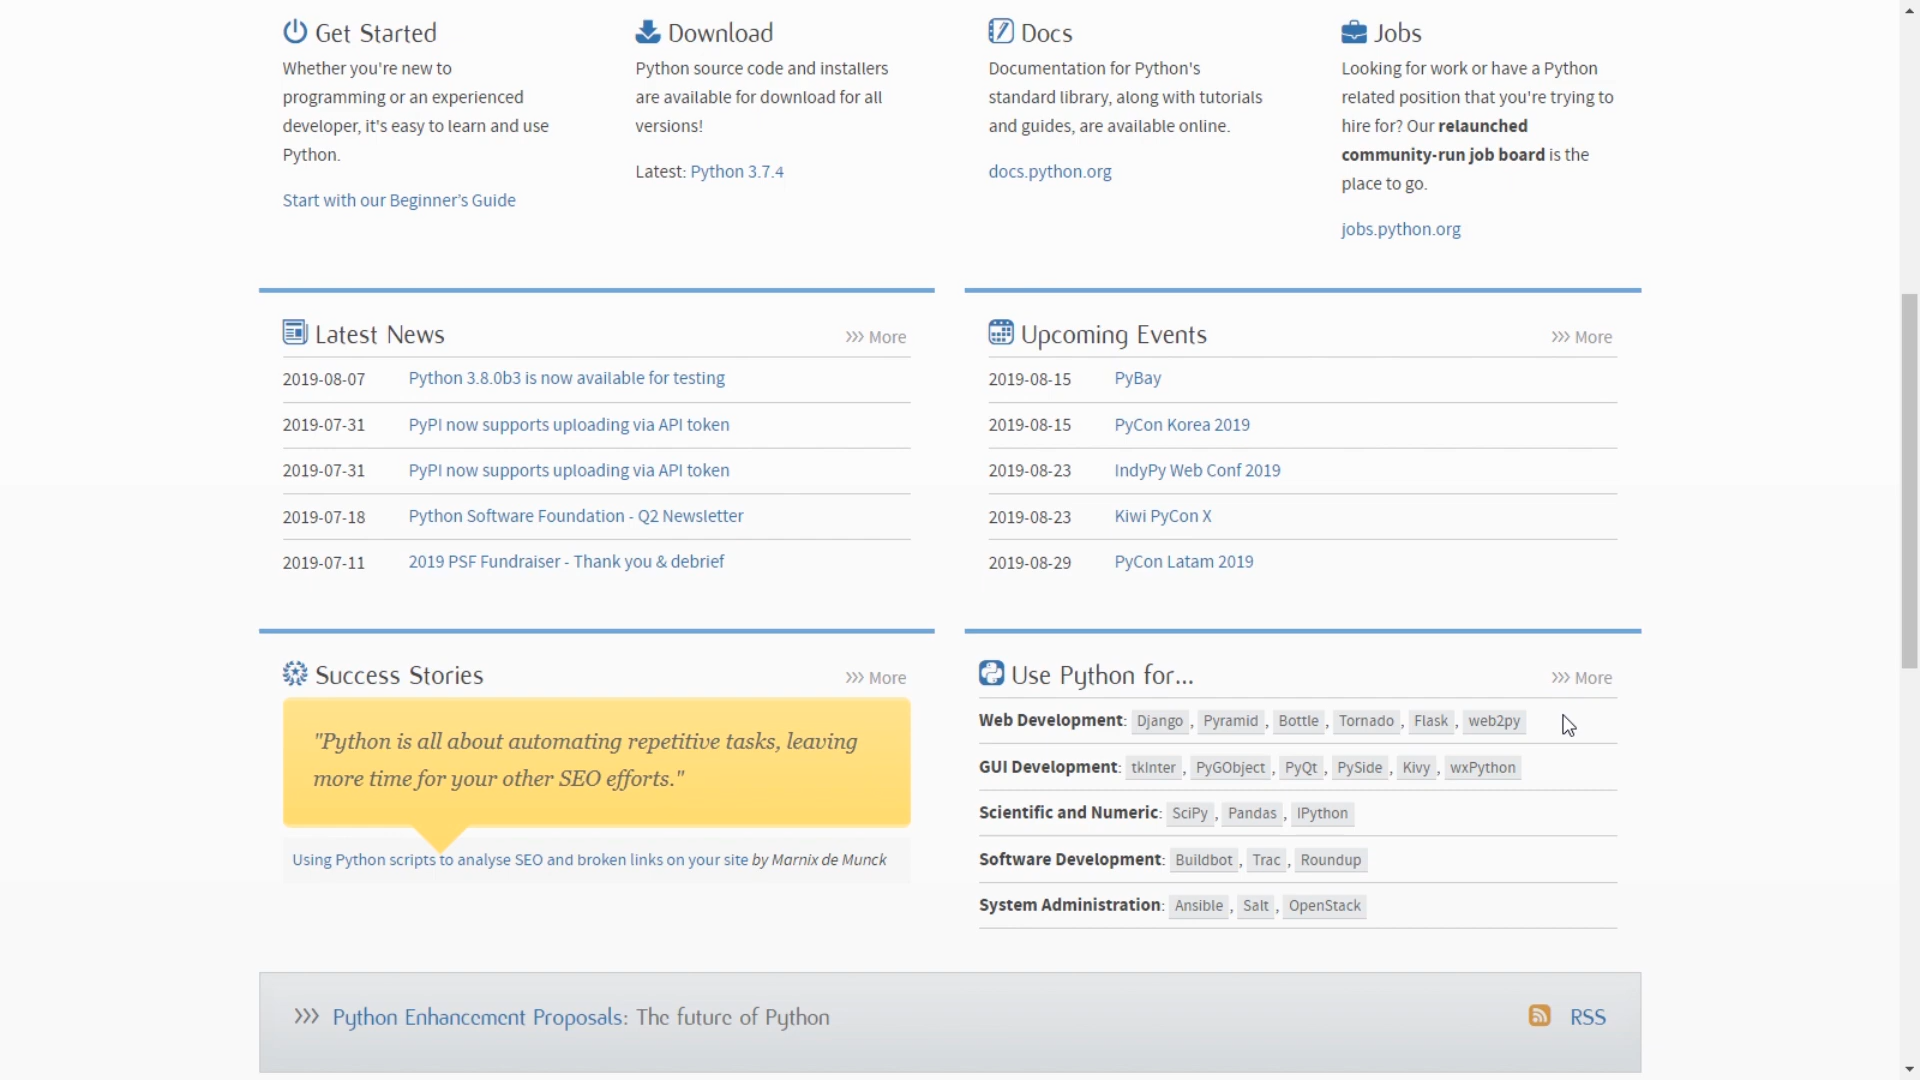 Get Started
Whether you're new to
programming or an experienced
developer, it's easy to learn and use
Python.
Start with our Beginner’s Guide
Download
Python source code and installers
are available for download for all
versions!
Latest: Python 3.7.4
Docs
Documentation for Python's
standard library, along with tutorials
and guides, are available online.
docs.python.org
Jobs
Looking for work or have a Python
related position that you're trying to
hire for? Our relaunched
community-run job board is the
place to go.
jobs.python.org
Latest News
>>> More
2019-08-07 Python 3.8.0b3 is now available for testing
2019-07-31 PyPI now supports uploading via API token
2019-07-31 PyPI now supports uploading via API token
2019-07-18 Python Software Foundation - Q2 Newsletter
2019-07-11 2019 PSF Fundraiser - Thank you & debrief
Upcoming Events
>>> More
2019-08-15 PyBay
2019-08-15 PyCon Korea 2019
2019-08-23 IndyPy Web Conf 2019
2019-08-23 Kiwi PyCon X
2019-08-29 PyCon Latam 2019
Success Stories
>>> More
"Python is all about automating repetitive tasks, leaving
more time for your other SEO efforts."
Using Python scripts to analyse SEO and broken links on your site by Marnix de Munck
Use Python for...
>>> More
Web Development: Django , Pyramid , Bottle , Tornado , Flask , web2py
GUI Development: tkInter , PyGObject , PyQt , PySide , Kivy , wxPython
Scientific and Numeric: SciPy , Pandas , IPython
Software Development: Buildbot , Trac , Roundup
System Administration: Ansible , Salt , OpenStack
>>> Python Enhancement Proposals: The future of Python
RSS